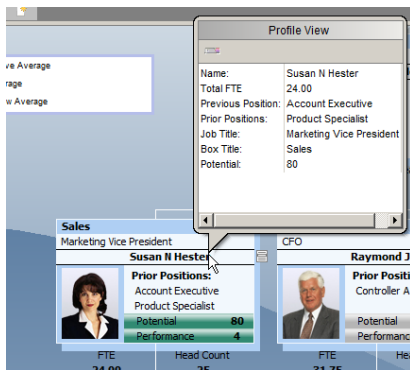 Profile View
ve Average
rage
w Average
Name: Susan N Hester
Total FTE 24.00
Previous Position: Account Executive
Prior Positions: Product Specialist
Job Title: Marketing Vice President
Box Title: Sales
Potential: 80
Sales
Marketing Vice President
Susan N Hester
Prior Positions:
Account Executive
Product Specialist
Potential 80
Performance 4
FTE Head Count
24.00 25
CFO
Raymond J
Prior Positi
Controller A
Potential
Performanc
FTE Hea
31.75